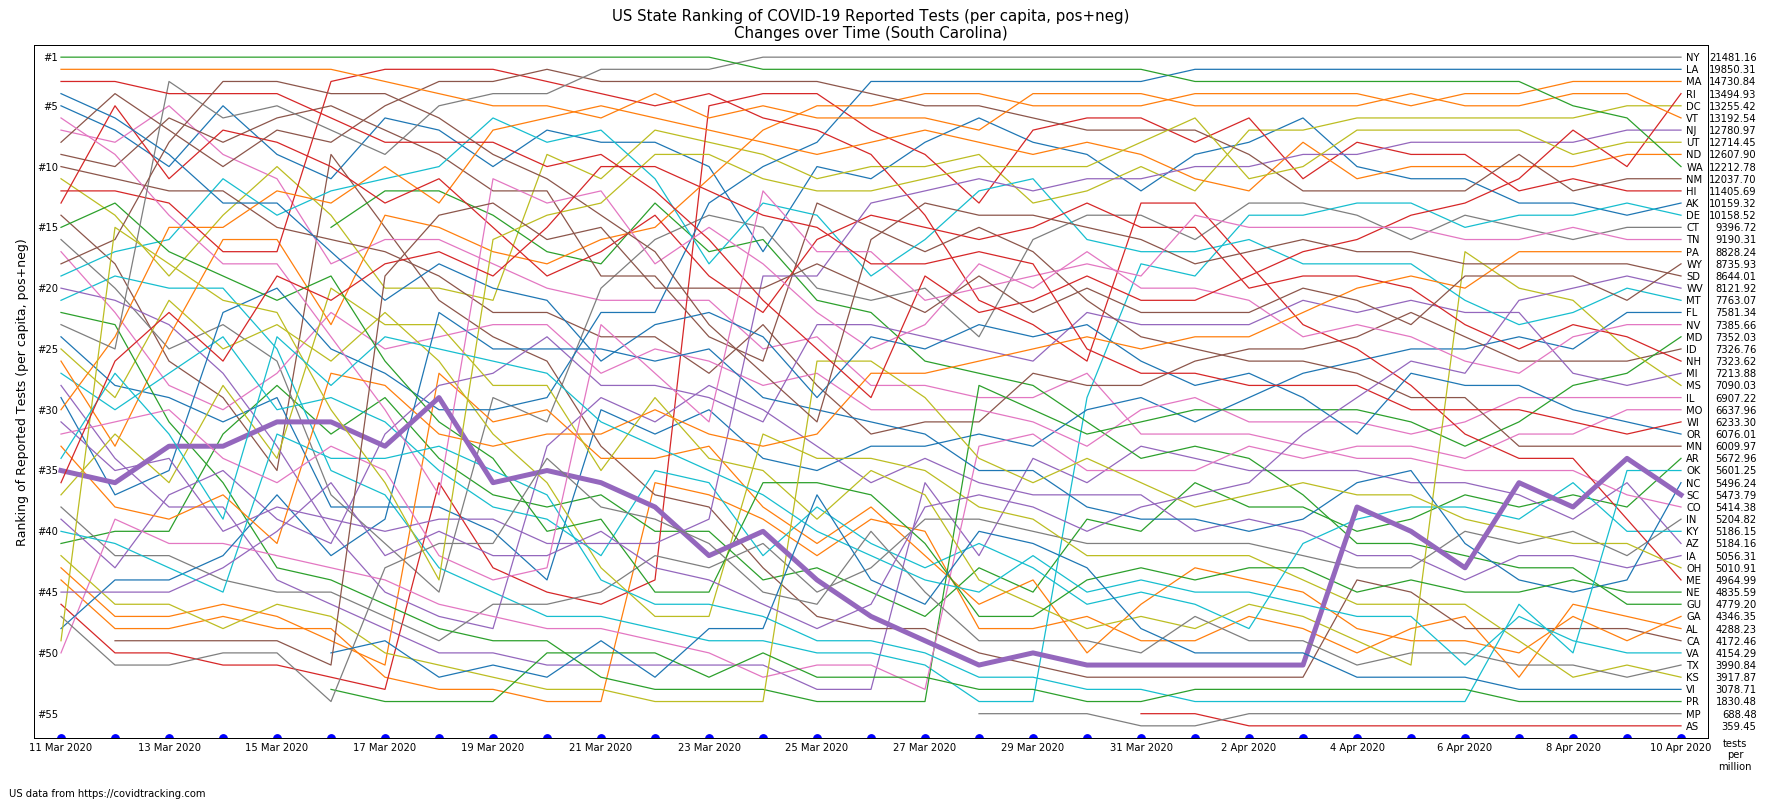 US State Ranking of COVID-19 Reported Tests (per capita, pos+neg)
Changes over Time (South Carolina)
Ranking of Reported Tests (per capita, pos+neg)
#1
#5
#10
#15
#20
#25
#30
#35
#40
#45
#50
#55
NY 21481.16
LA 19850.31
MA 14730.84
RI 13494.93
DC 13255.42
VT 13192.54
NJ 12780.97
UT 12714.45
ND 12607.90
WA 12212.78
NM 12037.70
HI 11405.69
AK 10159.32
DE 10158.52
CT 9396.72
TN 9190.31
PA 8828.24
WY 8735.93
SD 8644.01
WV 8121.92
MT 7763.07
FL 7581.34
NV 7385.66
MD 7352.03
ID 7326.76
NH 7323.62
MI 7213.88
MS 7090.03
IL 6907.22
MO 6637.96
WI 6233.30
OR 6076.01
MN 6009.97
AR 5672.96
OK 5601.25
NC 5496.24
SC 5473.79
CO 5414.38
IN 5204.82
KY 5186.15
AZ 5184.16
IA 5056.31
OH 5010.91
ME 4964.99
NE 4835.59
GU 4779.20
GA 4346.35
AL 4288.23
CA 4172.46
VA 4154.29
TX 3990.84
KS 3917.87
VI 3078.71
PR 1830.48
MP 688.48
AS 359.45
11 Mar 2020
13 Mar 2020
15 Mar 2020
17 Mar 2020
19 Mar 2020
21 Mar 2020
23 Mar 2020
25 Mar 2020
27 Mar 2020
29 Mar 2020
31 Mar 2020
2 Apr 2020
4 Apr 2020
6 Apr 2020
8 Apr 2020
10 Apr 2020
tests
per
million
US data from https://covidtracking.com